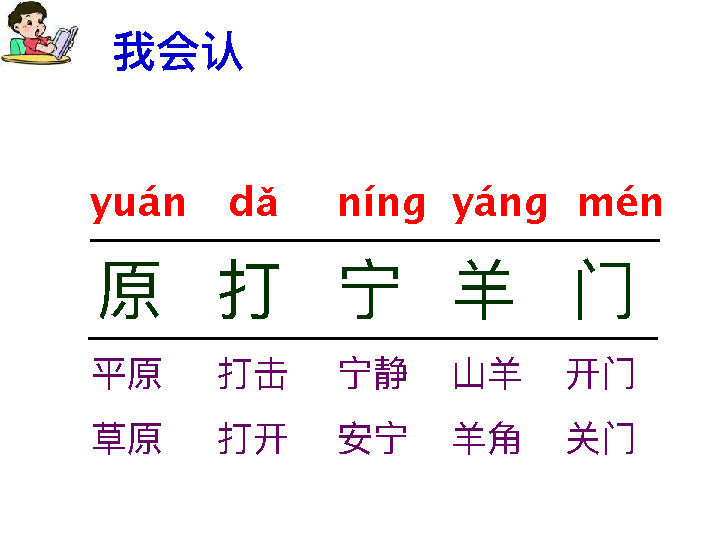 我会认
yuán dǎ níng yáng mén
原 打 宁 羊 门
平原 打击 宁静 山羊 开门
草原 打开 安宁 羊角 关门